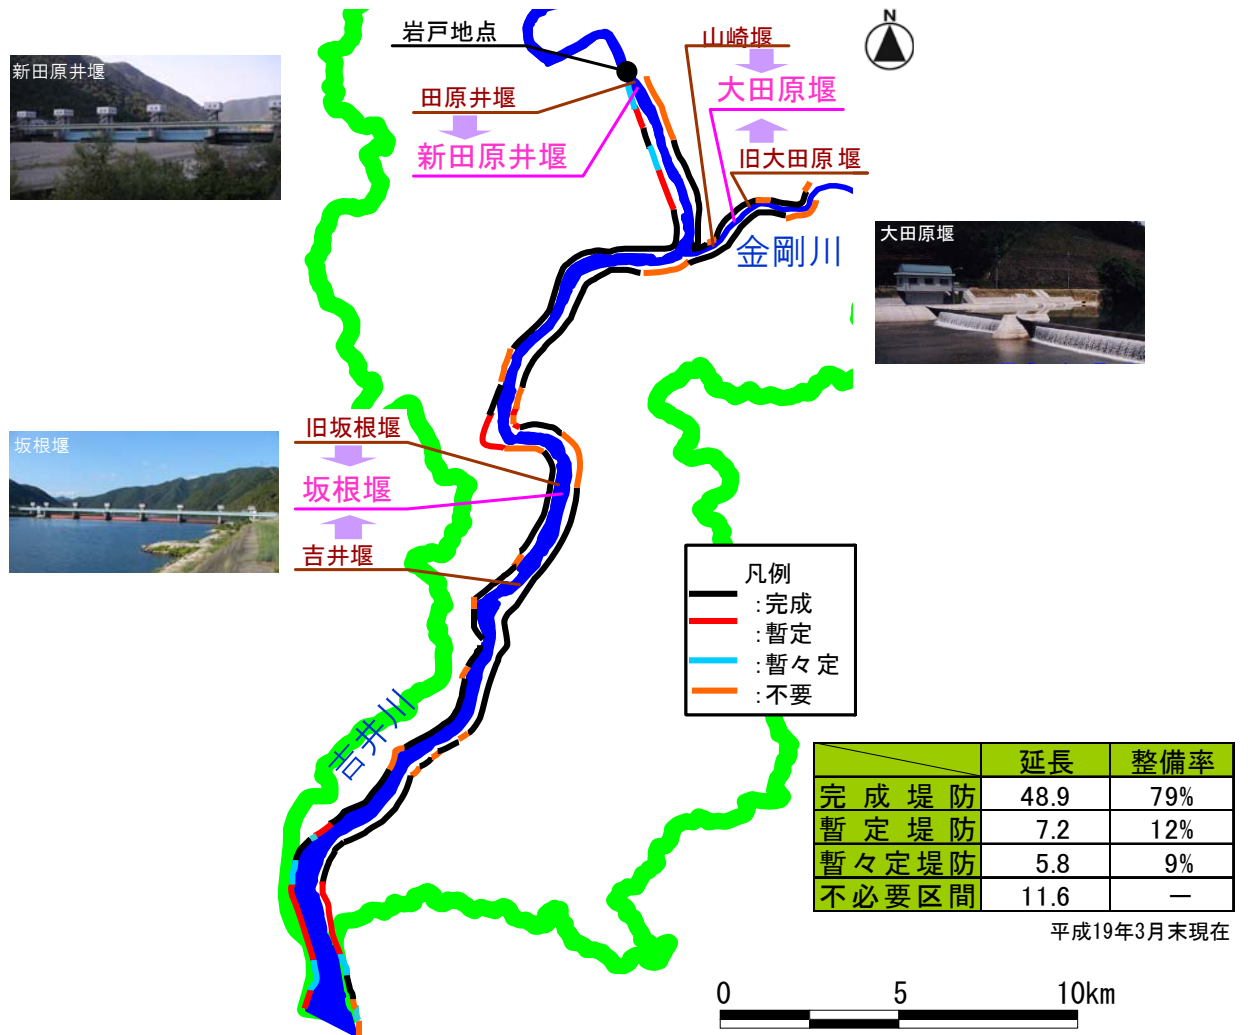 N
岩戸地点
山崎堰
新田原井堰
大田原堰
田原井堰
新田原井堰
旧大田原堰
大田原堰
金剛川
旧坂根堰
坂根堰
坂根堰
吉井堰
凡例
:完成
:暫定
:暫々定
:不要
吉井川
延長 整備率
完成堤防 48.9 79%
暫定堤防 7.2 12%
暫々定堤防 5.8 9%
不必要区間 11.6 ―
平成19年3月末現在
0 5 10km